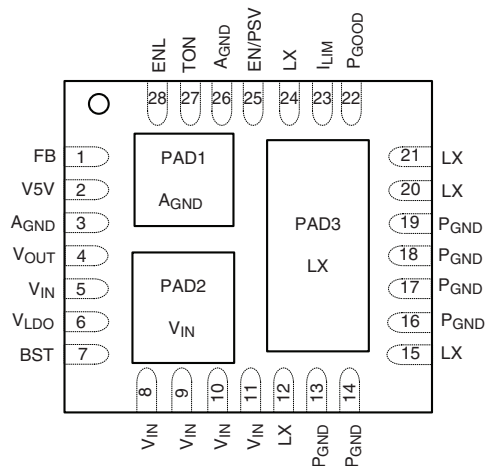 ENL TON AGND EN/PSV LX ILIM PGOOD
28 27 26 25 24 23 22
FB 1
V5V 2
AGND 3
VOUT 4
VIN 5
VLDO 6
BST 7
PAD1
AGND
PAD2
VIN
PAD3
LX
21 LX
20 LX
19 PGND
18 PGND
17 PGND
16 PGND
15 LX
8 9 10 11 12 13 14
VIN VIN VIN VIN LX PGND PGND